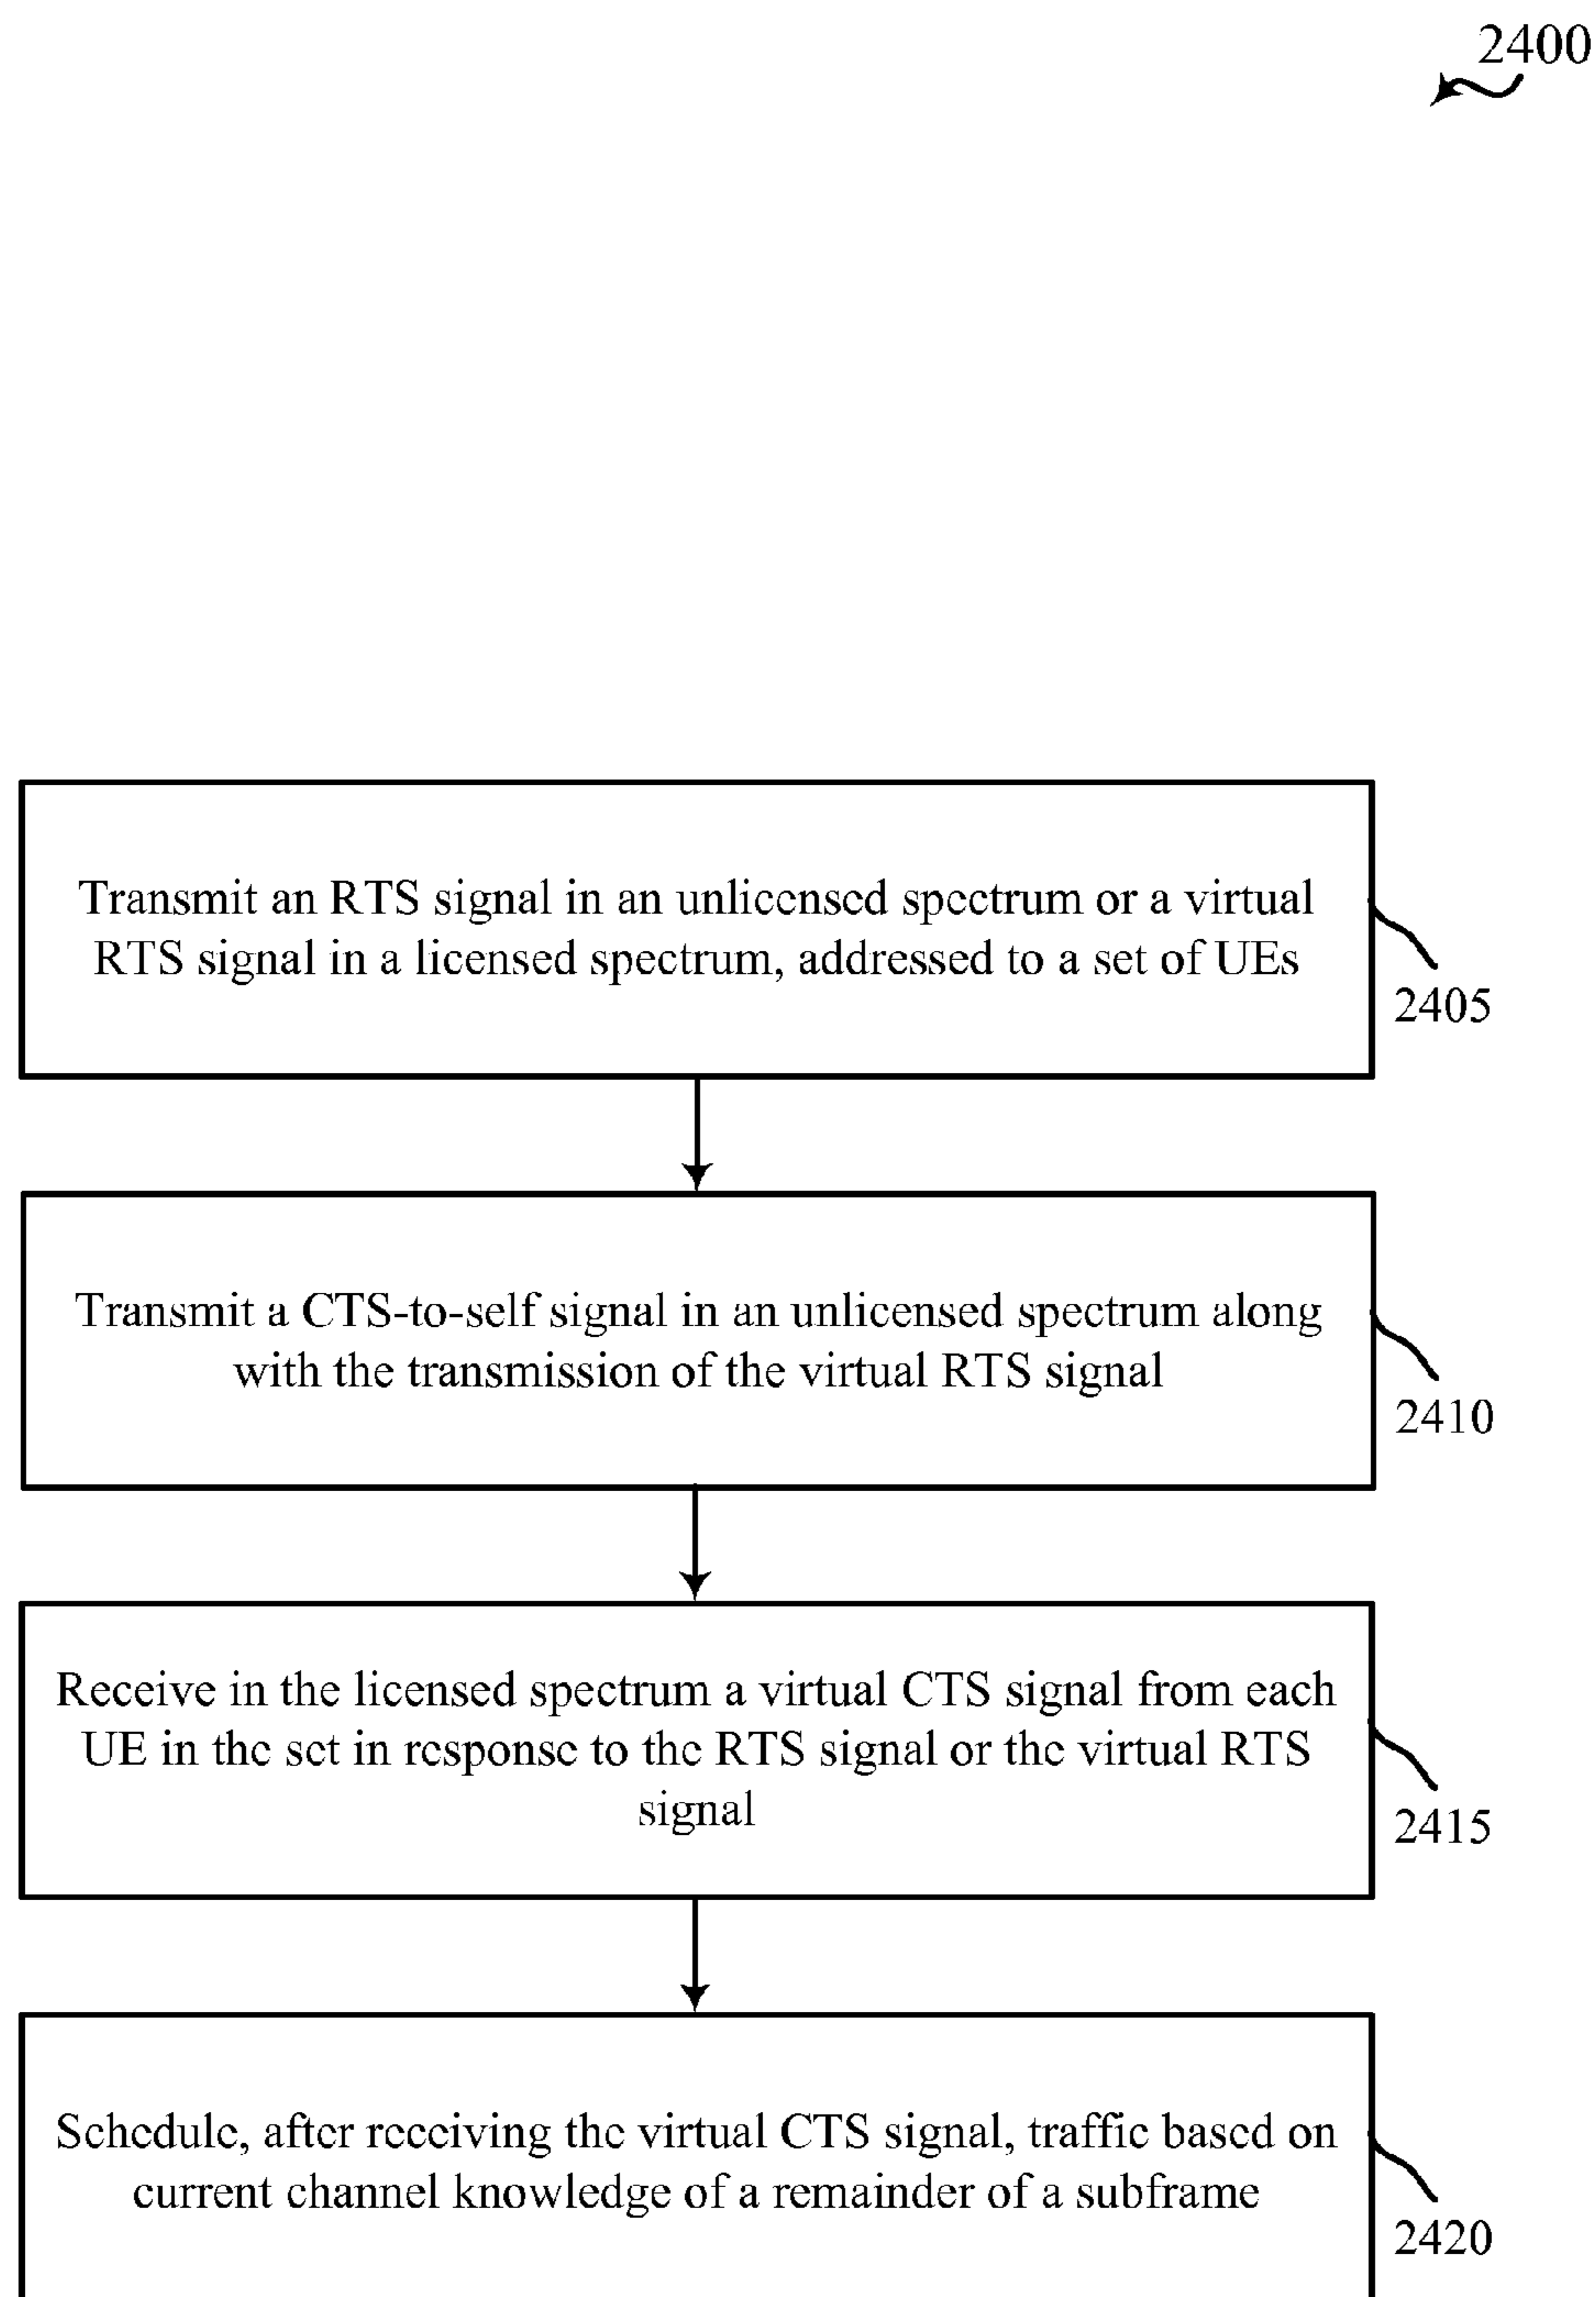 2400
Transmit an RTS signal in an unlicensed spectrum or a virtual
RTS signal in a licensed spectrum, addressed to a set of UEs
2405
Transmit a CTS-to-self signal in an unlicensed spectrum along
with the transmission of the virtual RTS signal
2410
Receive in the licensed spectrum a virtual CTS signal from each
UE in the set in response to the RTS signal or the virtual RTS
signal
2415
Schedule, after receiving the virtual CTS signal, traffic based on
current channel knowledge of a remainder of a subframe
2420